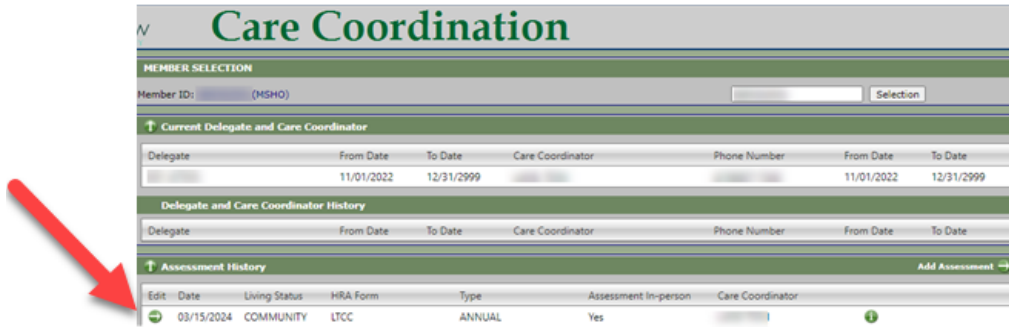 Care Coordination
MEMBER SELECTION
Member ID: (MSHO) Selection
Current Delegate and Care Coordinator
Delegate From Date To Date Care Coordinator Phone Number From Date To Date
11/01/2022 12/31/2999 11/01/2022 12/31/2999
Delegate and Care Coordinator History
Delegate From Date To Date Care Coordinator Phone Number From Date To Date
Assessment History Add Assessment
Edit Date Living Status HRA Form Type Assessment In-person Care Coordinator
03/15/2024 COMMUNITY LTCC ANNUAL Yes